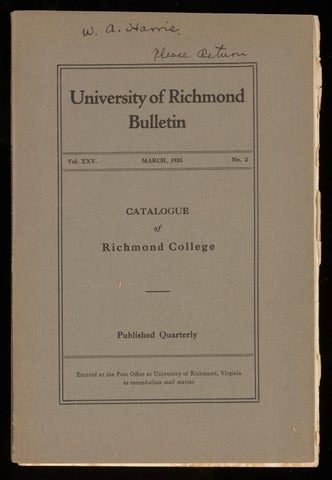 W. A. Harris.
Please Return
University of Richmond
Bulletin
Vol. XXV. MARCH, 1923 No. 2
CATALOGUE
of
Richmond College
Published Quarterly
Entered at the Post Office at University of Richmond, Virginia
as second-class mail matter